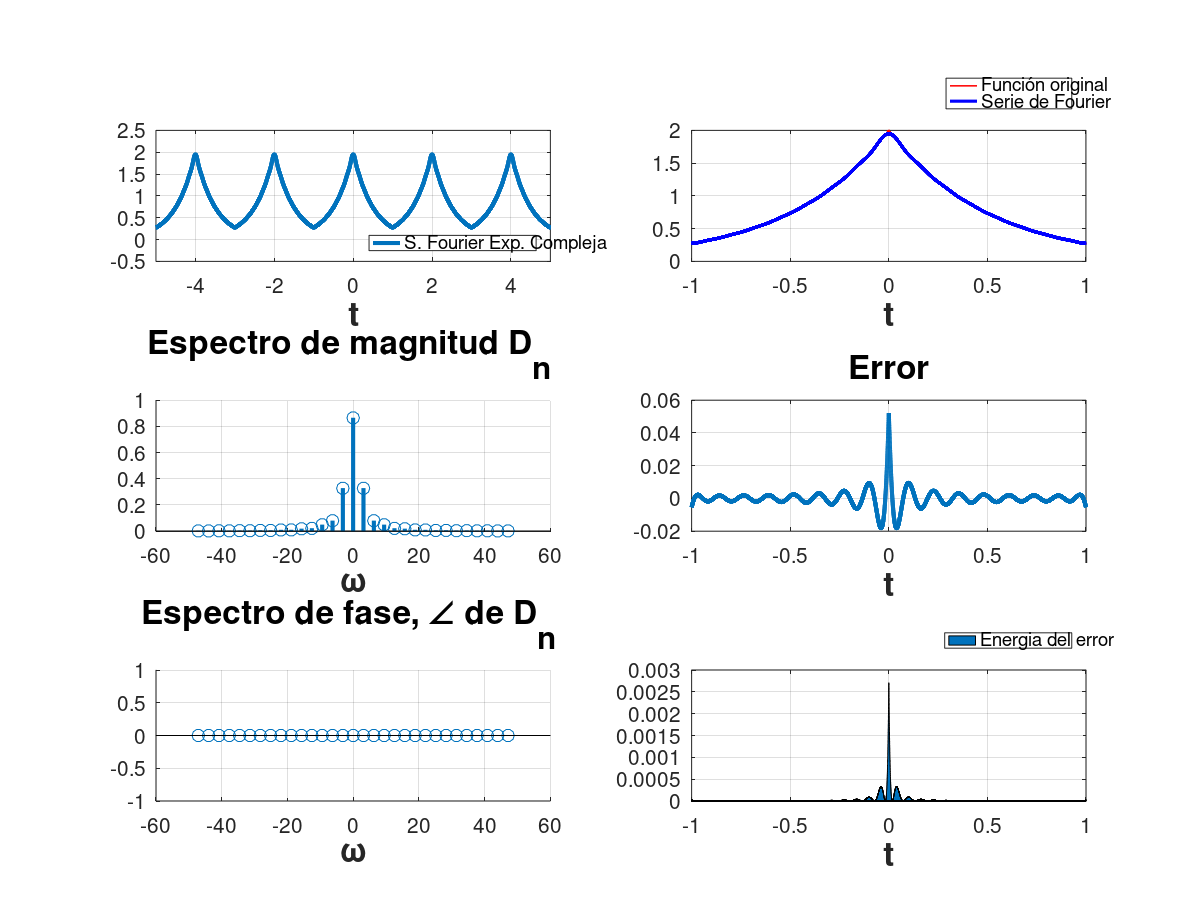 Función original
Serie de Fourier
2.5
2
1.5
1
0.5
0
-0.5
S. Fourier Exp. Compleja
-4 -2 0 2 4
t
2
1.5
1
0.5
0
-1 -0.5 0 0.5 1
t
Espectro de magnitud Dn
1
0.8
0.6
0.4
0.2
0
-60 -40 -20 0 20 40 60
ω
Error
0.06
0.04
0.02
0
-0.02
-1 -0.5 0 0.5 1
t
Espectro de fase, ∠ de Dn
1
0.5
0
-0.5
-1
-60 -40 -20 0 20 40 60
ω
Energia del error
0.003
0.0025
0.002
0.0015
0.001
0.0005
0
-1 -0.5 0 0.5 1
t